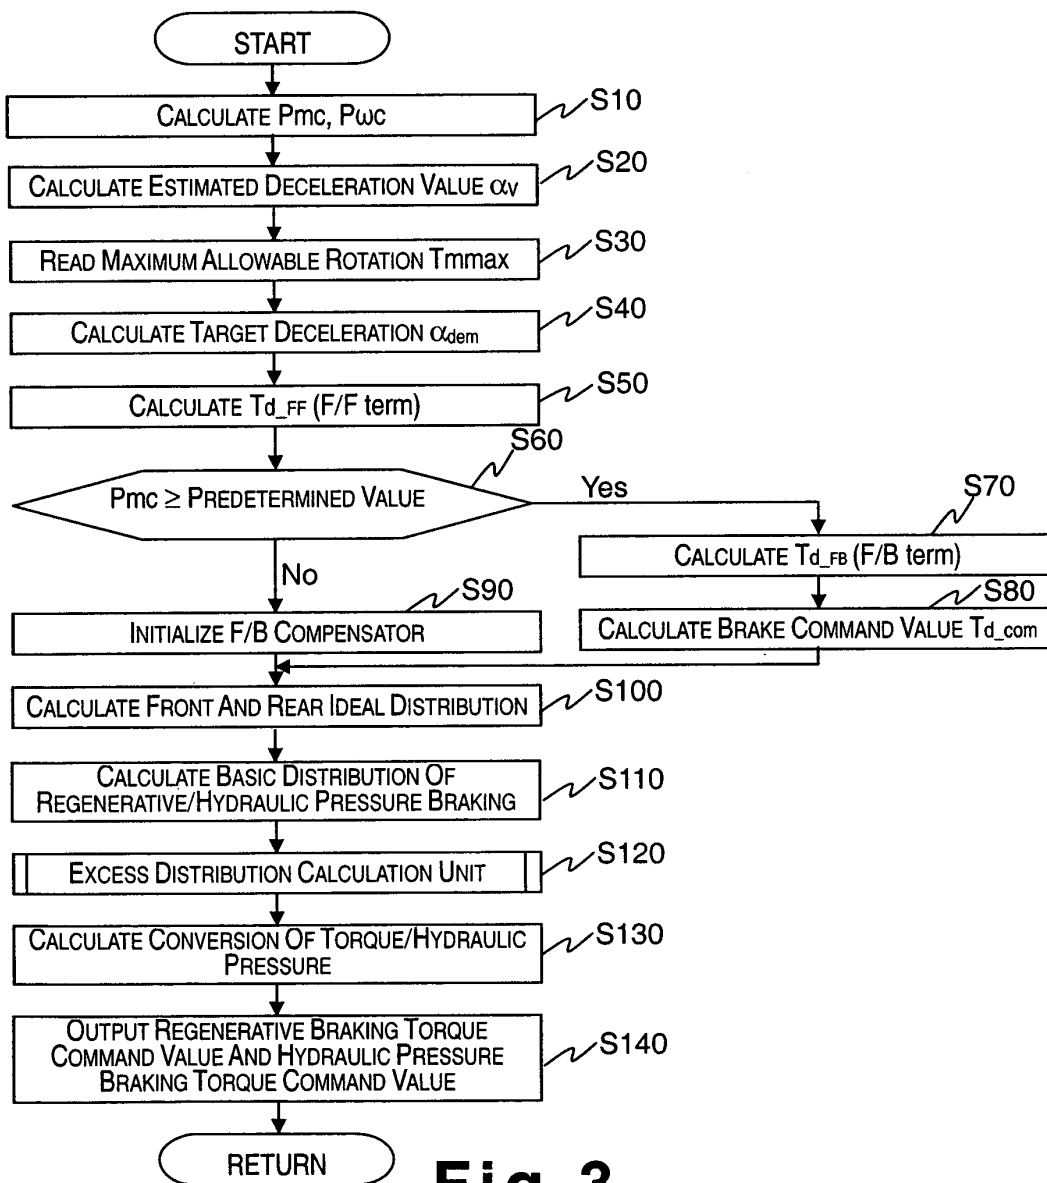 START
CALCULATE Pmc, Pωc
S10
CALCULATE ESTIMATED DECELERATION VALUE αv
S20
READ MAXIMUM ALLOWABLE ROTATION Tmmax
S30
CALCULATE TARGET DECELERATION αdem
S40
CALCULATE Td_FF (F/F term)
S50
Pmc ≥ PREDETERMINED VALUE
S60
Yes
No
CALCULATE Td_FB (F/B term)
S70
CALCULATE BRAKE COMMAND VALUE Td_com
S80
INITIALIZE F/B COMPENSATOR
S90
CALCULATE FRONT AND REAR IDEAL DISTRIBUTION
S100
CALCULATE BASIC DISTRIBUTION OF
REGENERATIVE/HYDRAULIC PRESSURE BRAKING
S110
EXCESS DISTRIBUTION CALCULATION UNIT
S120
CALCULATE CONVERSION OF TORQUE/HYDRAULIC
PRESSURE
S130
OUTPUT REGENERATIVE BRAKING TORQUE
COMMAND VALUE AND HYDRAULIC PRESSURE
BRAKING TORQUE COMMAND VALUE
S140
RETURN